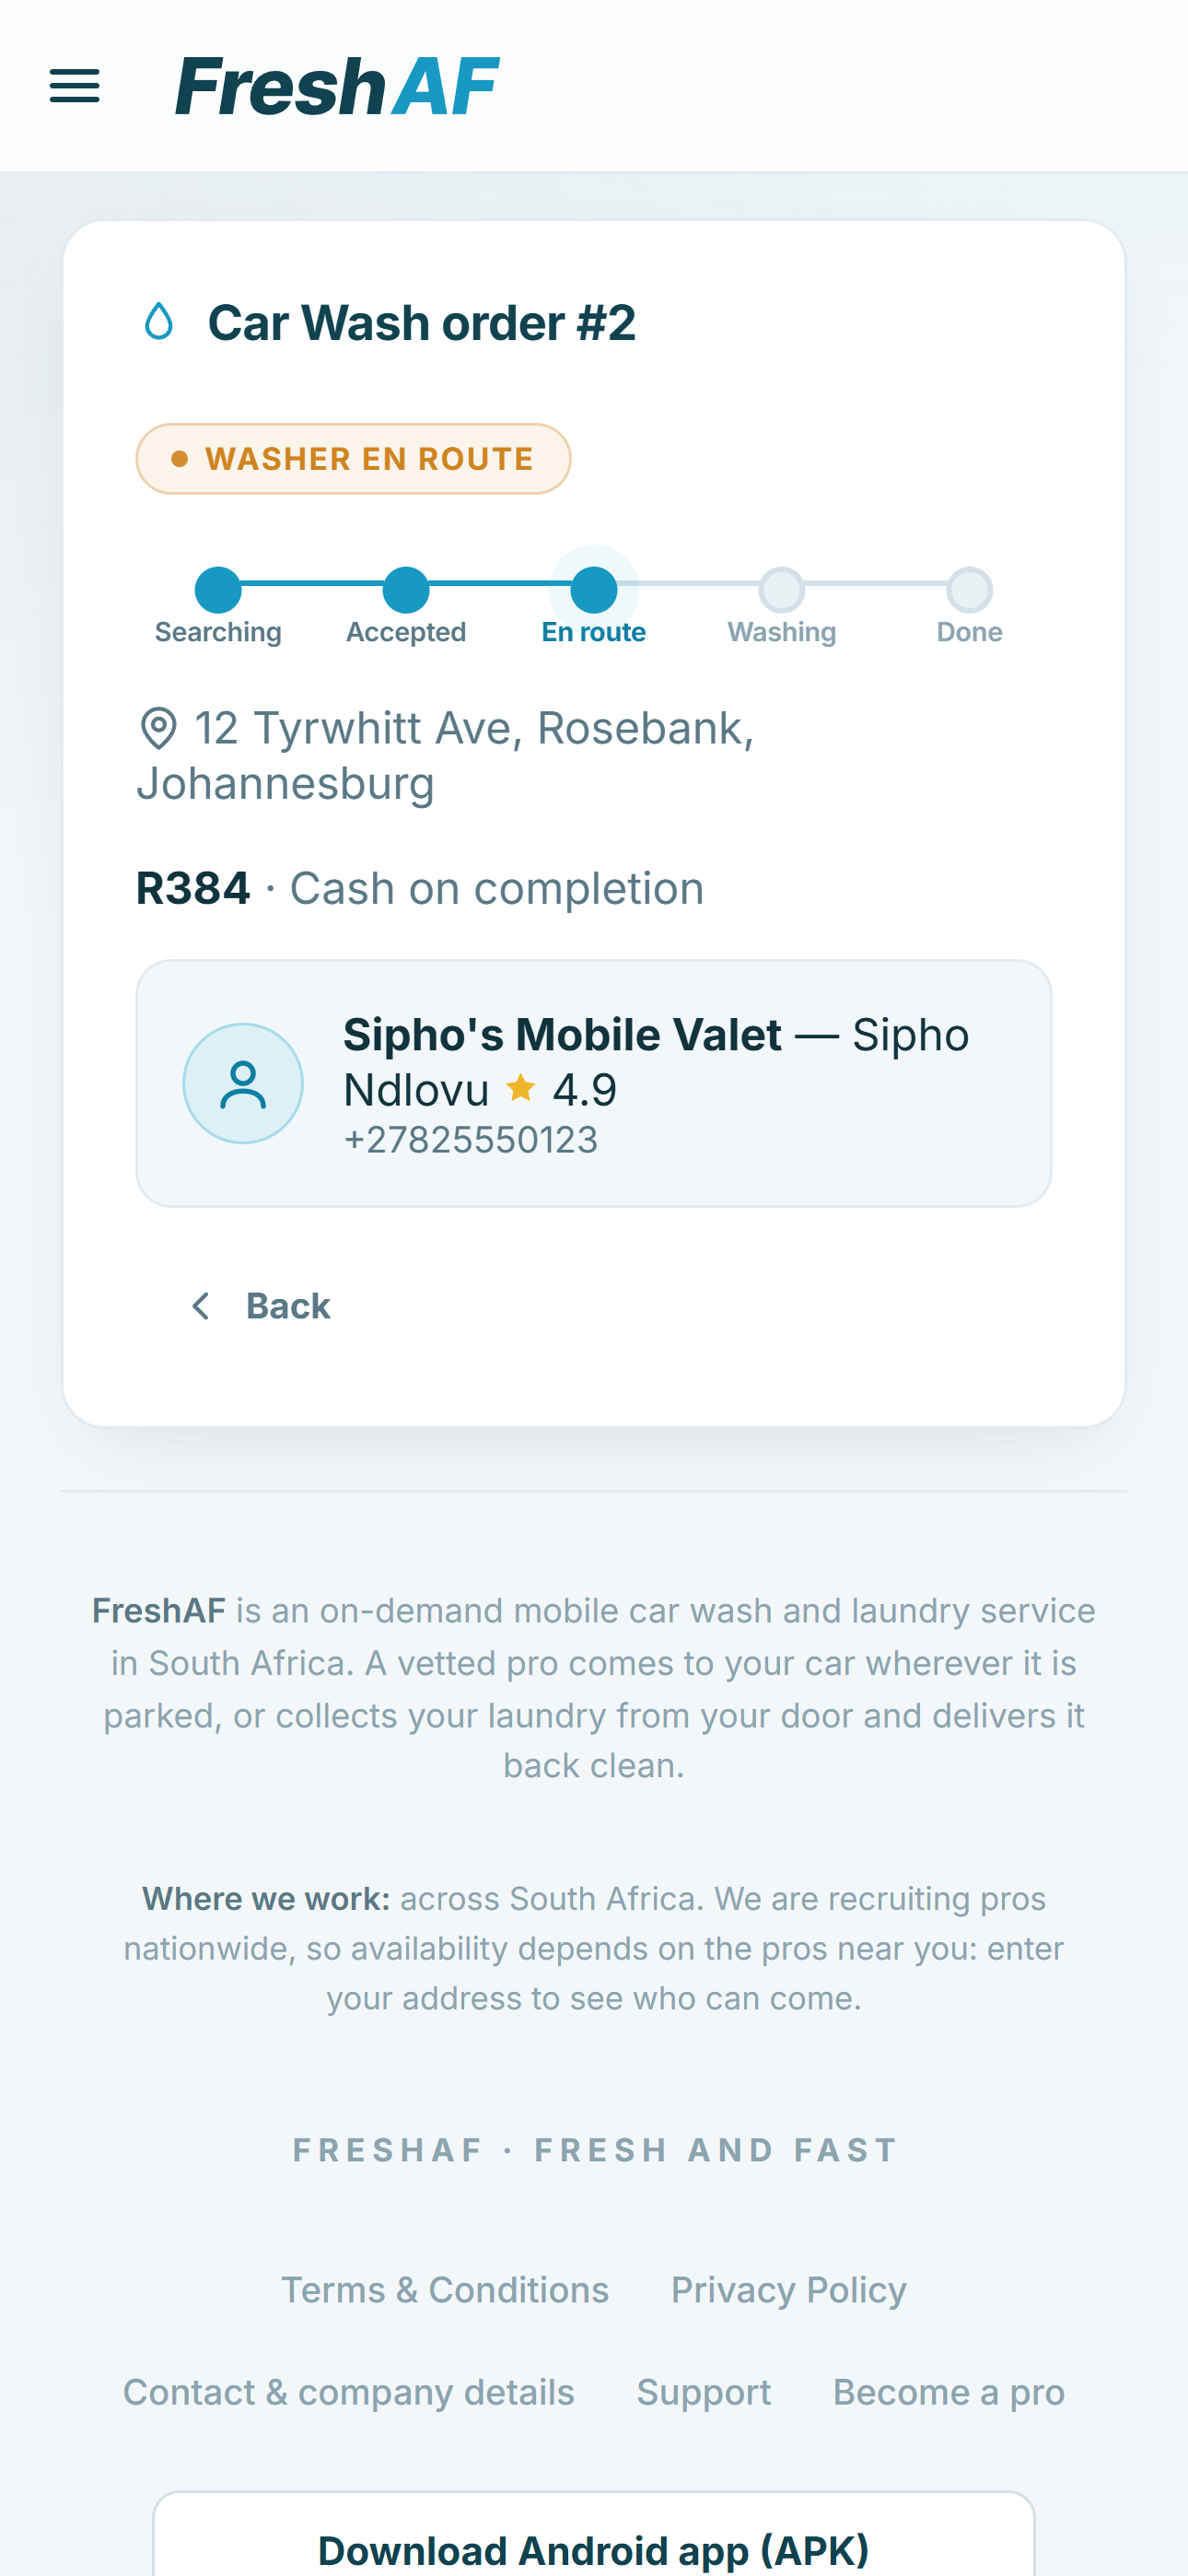 FreshAF
Car Wash order #2
WASHER EN ROUTE
Searching Accepted En route Washing Done
12 Tyrwhitt Ave, Rosebank,
Johannesburg
R384 · Cash on completion
Sipho's Mobile Valet — Sipho
Ndlovu ★ 4.9
+27825550123
Back
FreshAF is an on-demand mobile car wash and laundry service
in South Africa. A vetted pro comes to your car wherever it is
parked, or collects your laundry from your door and delivers it
back clean.
Where we work: across South Africa. We are recruiting pros
nationwide, so availability depends on the pros near you: enter
your address to see who can come.
FRESHAF · FRESH AND FAST
Terms & Conditions Privacy Policy
Contact & company details Support Become a pro
Download Android app (APK)